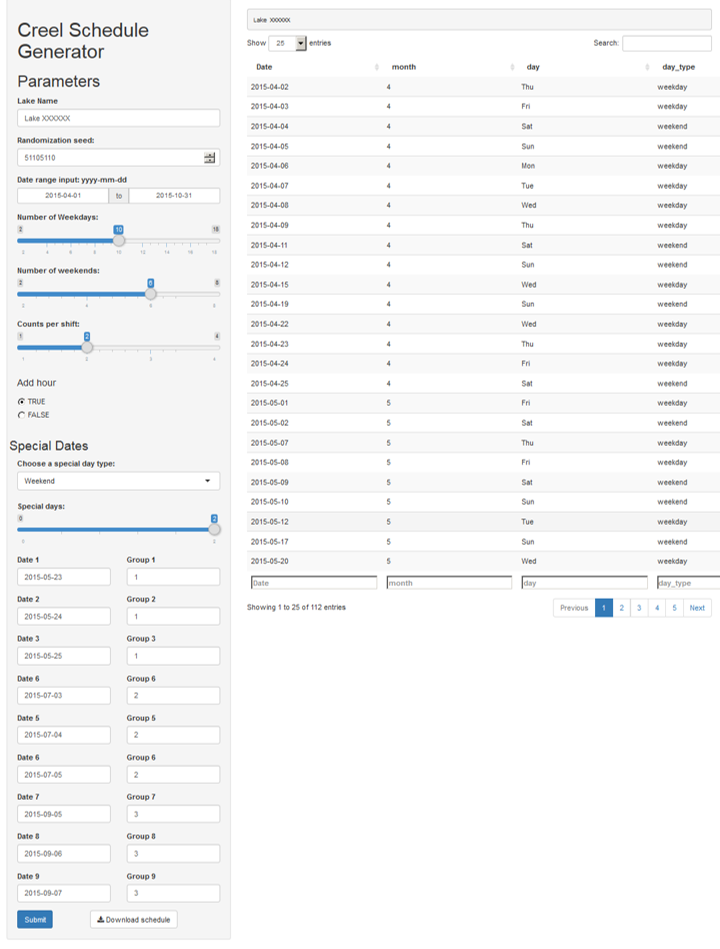 Creel Schedule
Generator
Parameters
Lake Name
Lake XXXXXX
Randomization seed:
51105110
Date range input: yyyy-mm-dd
2015-04-01 to 2015-10-31
Number of Weekdays:
2 10 18
2 4 6 8 10 12 14 16 18
Number of weekends:
2 6 8
2 4 6 8
Counts per shift:
1 2 4
1 2 3 4
Add hour
TRUE
FALSE
Special Dates
Choose a special day type:
Weekend
Special days:
0 2
0 2
Date 1 Group 1
2015-05-23 1
Date 2 Group 2
2015-05-24 1
Date 3 Group 3
2015-05-25 1
Date 6 Group 6
2015-07-03 2
Date 5 Group 5
2015-07-04 2
Date 6 Group 6
2015-07-05 2
Date 7 Group 7
2015-09-05 3
Date 8 Group 8
2015-09-06 3
Date 9 Group 9
2015-09-07 3
Submit Download schedule
Lake XXXXXX
Show 25 entries Search:
Date month day day_type
2015-04-02 4 Thu weekday
2015-04-03 4 Fri weekday
2015-04-04 4 Sat weekend
2015-04-05 4 Sun weekend
2015-04-06 4 Mon weekday
2015-04-07 4 Tue weekday
2015-04-08 4 Wed weekday
2015-04-09 4 Thu weekday
2015-04-11 4 Sat weekend
2015-04-12 4 Sun weekend
2015-04-15 4 Wed weekday
2015-04-19 4 Sun weekend
2015-04-22 4 Wed weekday
2015-04-23 4 Thu weekday
2015-04-24 4 Fri weekday
2015-04-25 4 Sat weekend
2015-05-01 5 Fri weekday
2015-05-02 5 Sat weekend
2015-05-07 5 Thu weekday
2015-05-08 5 Fri weekday
2015-05-09 5 Sat weekend
2015-05-10 5 Sun weekend
2015-05-12 5 Tue weekday
2015-05-17 5 Sun weekend
2015-05-20 5 Wed weekday
Date month day day_type
Showing 1 to 25 of 112 entries Previous 1 2 3 4 5 Next